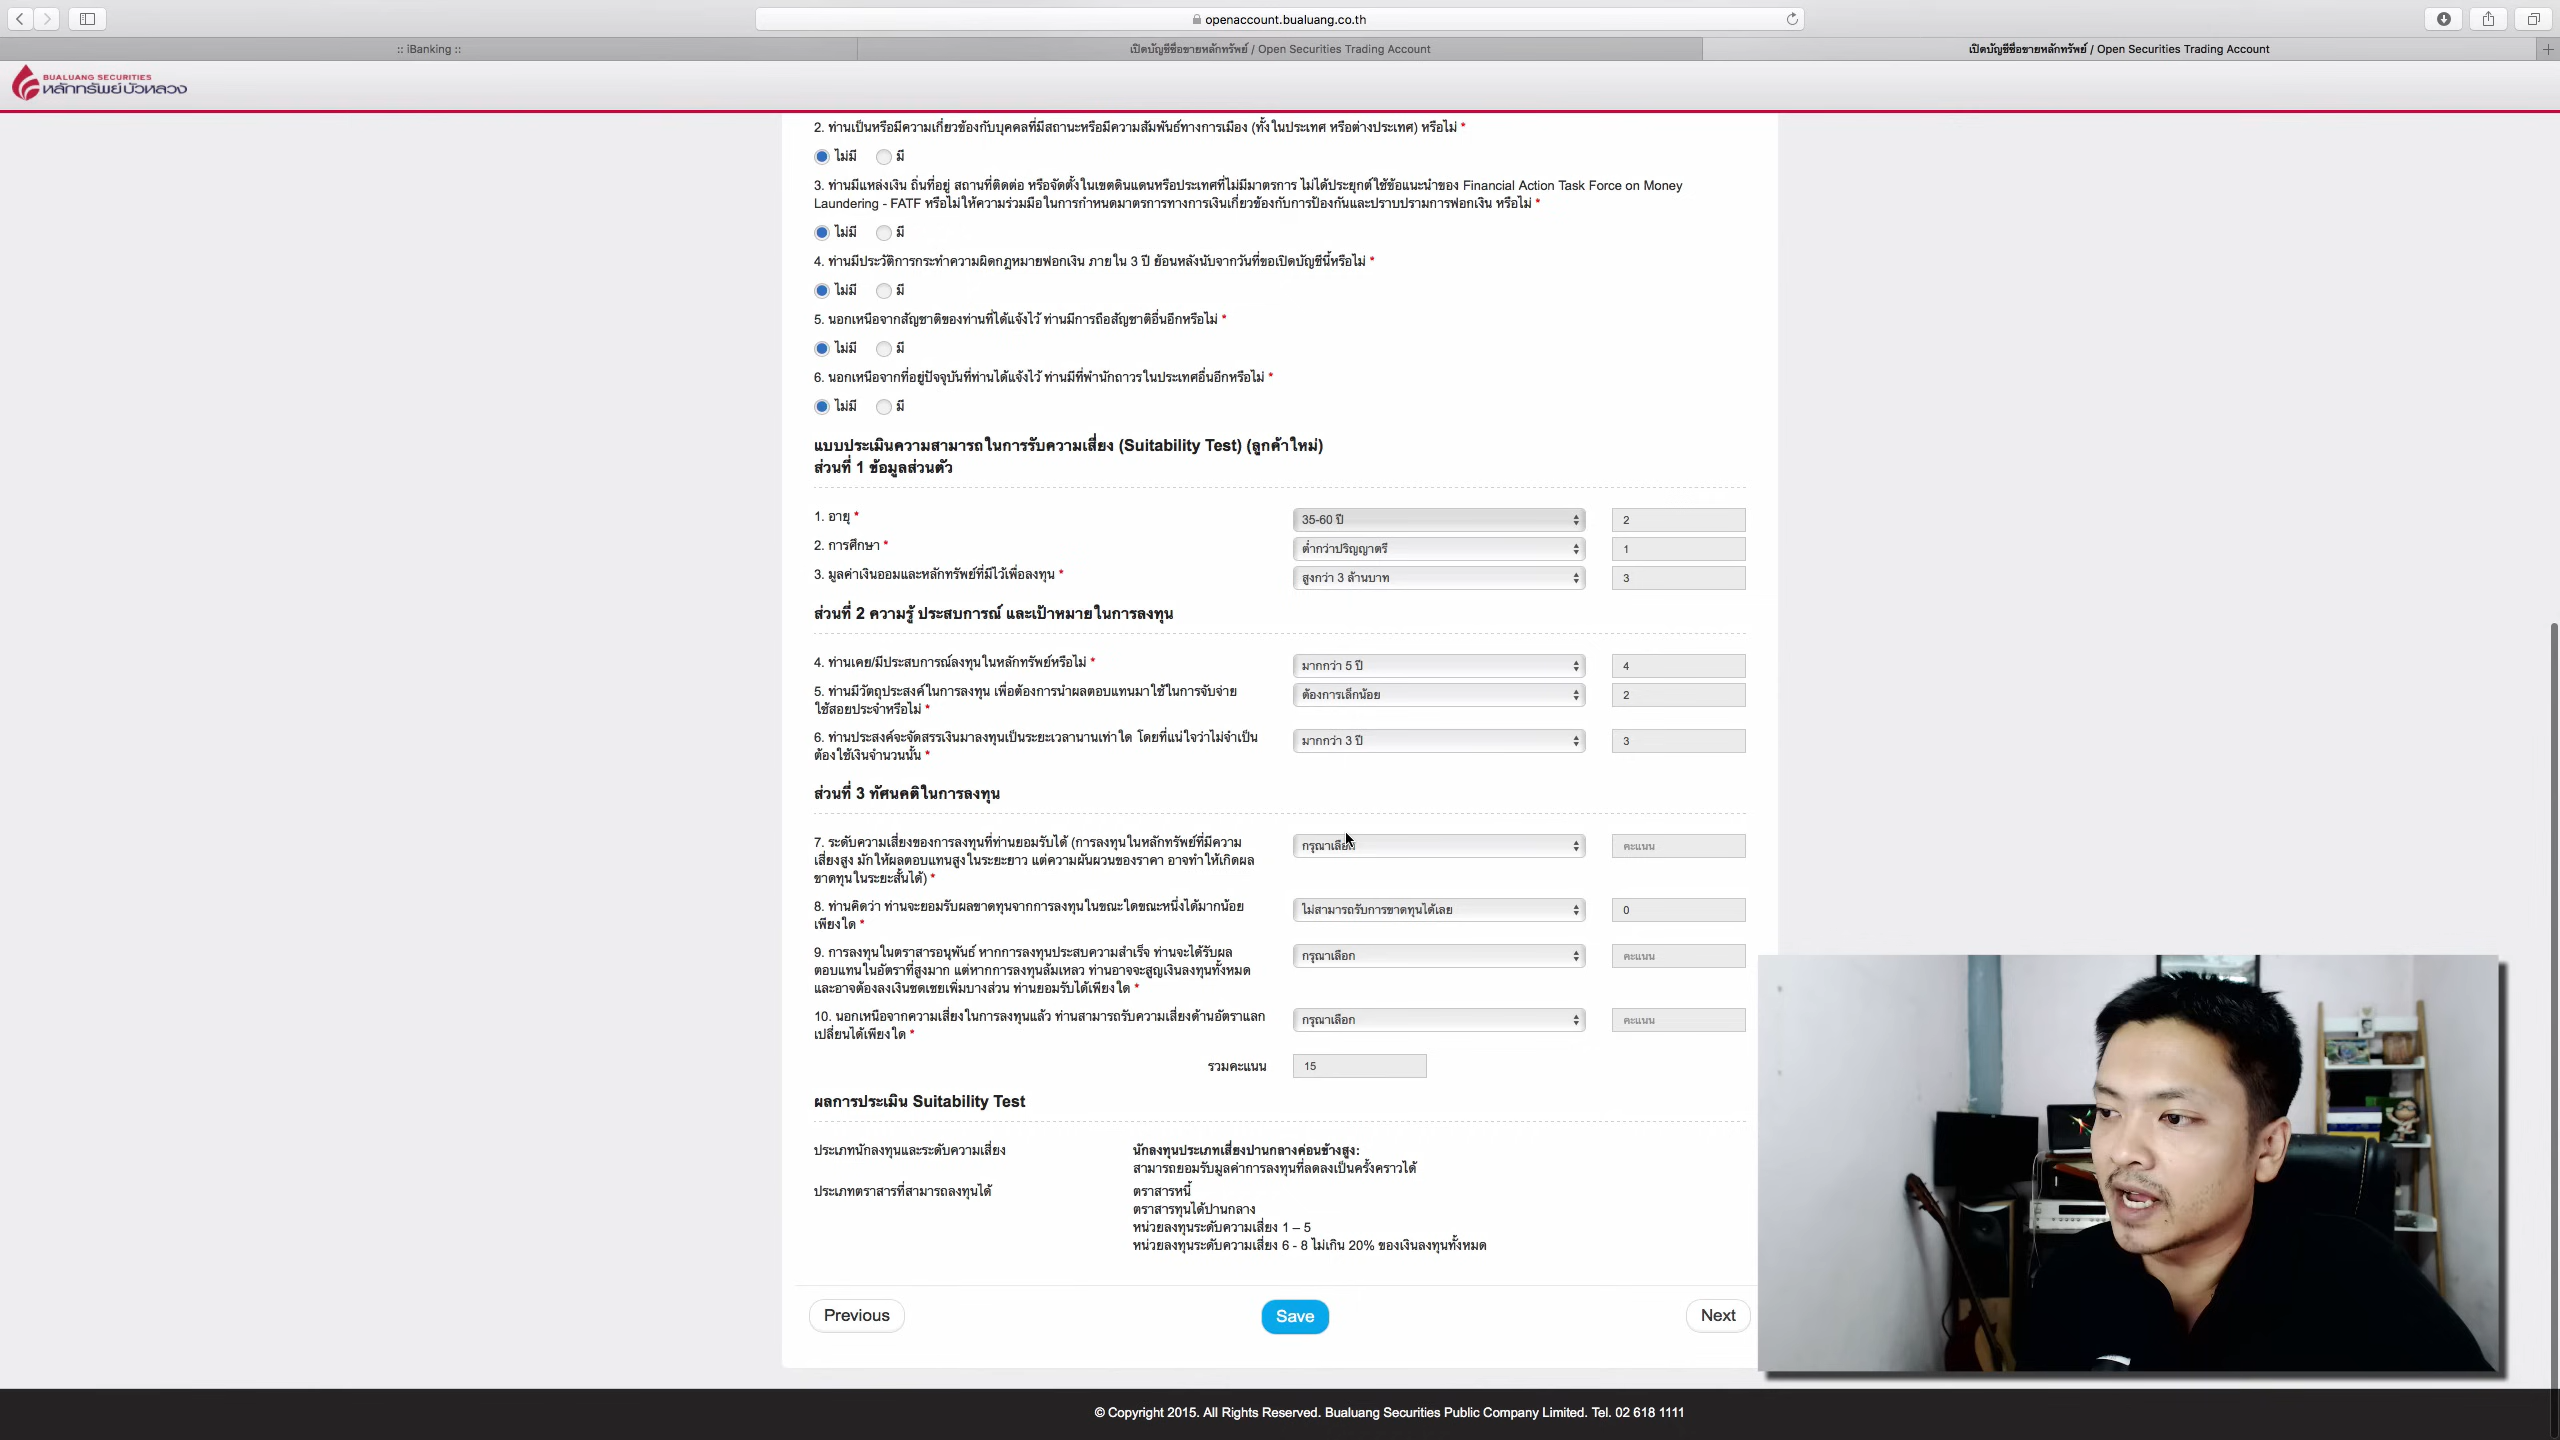 openaccount.bualuang.co.th
:: iBanking ::
เปิดบัญชีซื้อขายหลักทรัพย์ / Open Securities Trading Account
เปิดบัญชีซื้อขายหลักทรัพย์ / Open Securities Trading Account
BUALUANG SECURITIES
หลักทรัพย์บัวหลวง
2. ท่านเป็นหรือมีความเกี่ยวข้องกับบุคคลที่มีสถานะหรือมีความสัมพันธ์ทางการเมือง (ทั้งในประเทศ หรือต่างประเทศ) หรือไม่ *
ไม่มี มี
3. ท่านมีแหล่งเงิน ถิ่นที่อยู่ สถานที่ติดต่อ หรือจัดตั้งในเขตดินแดนหรือประเทศที่ไม่มีมาตรการ ไม่ได้ประยุกต์ใช้ข้อแนะนำของ Financial Action Task Force on Money
Laundering - FATF หรือไม่ให้ความร่วมมือในการกำหนดมาตรการทางการเงินเกี่ยวข้องกับการป้องกันและปราบปรามการฟอกเงิน หรือไม่ *
ไม่มี มี
4. ท่านมีประวัติการกระทำความผิดกฎหมายฟอกเงิน ภายใน 3 ปี ย้อนหลังนับจากวันที่ขอเปิดบัญชีนี้หรือไม่ *
ไม่มี มี
5. นอกเหนือจากสัญชาติของท่านที่ได้แจ้งไว้ ท่านมีการถือสัญชาติอื่นอีกหรือไม่ *
ไม่มี มี
6. นอกเหนือจากที่อยู่ปัจจุบันที่ท่านได้แจ้งไว้ ท่านมีที่พำนักถาวรในประเทศอื่นอีกหรือไม่ *
ไม่มี มี
แบบประเมินความสามารถในการรับความเสี่ยง (Suitability Test) (ลูกค้าใหม่)
ส่วนที่ 1 ข้อมูลส่วนตัว
1. อายุ * 35-60 ปี 2
2. การศึกษา * ต่ำกว่าปริญญาตรี 1
3. มูลค่าเงินออมและหลักทรัพย์ที่มีไว้เพื่อลงทุน * สูงกว่า 3 ล้านบาท 3
ส่วนที่ 2 ความรู้ ประสบการณ์ และเป้าหมายในการลงทุน
4. ท่านเคย/มีประสบการณ์ลงทุนในหลักทรัพย์หรือไม่ * มากกว่า 5 ปี 4
5. ท่านมีวัตถุประสงค์ในการลงทุน เพื่อต้องการนำผลตอบแทนมาใช้ในการจับจ่าย ต้องการเล็กน้อย 2
ใช้สอยประจำหรือไม่ *
6. ท่านประสงค์จะจัดสรรเงินมาลงทุนเป็นระยะเวลานานเท่าใด โดยที่แน่ใจว่าไม่จำเป็น มากกว่า 3 ปี 3
ต้องใช้เงินจำนวนนั้น *
ส่วนที่ 3 ทัศนคติในการลงทุน
7. ระดับความเสี่ยงของการลงทุนที่ท่านยอมรับได้ (การลงทุนในหลักทรัพย์ที่มีความ กรุณาเลือก คะแนน
เสี่ยงสูง มักให้ผลตอบแทนสูงในระยะยาว แต่ความผันผวนของราคา อาจทำให้เกิดผล
ขาดทุนในระยะสั้นได้) *
8. ท่านคิดว่า ท่านจะยอมรับผลขาดทุนจากการลงทุนในขณะใดขณะหนึ่งได้มากน้อย ไม่สามารถรับการขาดทุนได้เลย 0
เพียงใด *
9. การลงทุนในตราสารอนุพันธ์ หากการลงทุนประสบความสำเร็จ ท่านจะได้รับผล กรุณาเลือก คะแนน
ตอบแทนในอัตราที่สูงมาก แต่หากการลงทุนล้มเหลว ท่านอาจจะสูญเงินลงทุนทั้งหมด
และอาจต้องลงเงินชดเชยเพิ่มบางส่วน ท่านยอมรับได้เพียงใด *
10. นอกเหนือจากความเสี่ยงในการลงทุนแล้ว ท่านสามารถรับความเสี่ยงด้านอัตราแลก กรุณาเลือก คะแนน
เปลี่ยนได้เพียงใด *
รวมคะแนน 15
ผลการประเมิน Suitability Test
ประเภทนักลงทุนและระดับความเสี่ยง นักลงทุนประเภทเสี่ยงปานกลางค่อนข้างสูง:
สามารถยอมรับมูลค่าการลงทุนที่ลดลงเป็นครั้งคราวได้
ประเภทตราสารที่สามารถลงทุนได้ ตราสารหนี้
ตราสารทุนได้ปานกลาง
หน่วยลงทุนระดับความเสี่ยง 1 – 5
หน่วยลงทุนระดับความเสี่ยง 6 - 8 ไม่เกิน 20% ของเงินลงทุนทั้งหมด
Previous Save Next
© Copyright 2015. All Rights Reserved. Bualuang Securities Public Company Limited. Tel. 02 618 1111